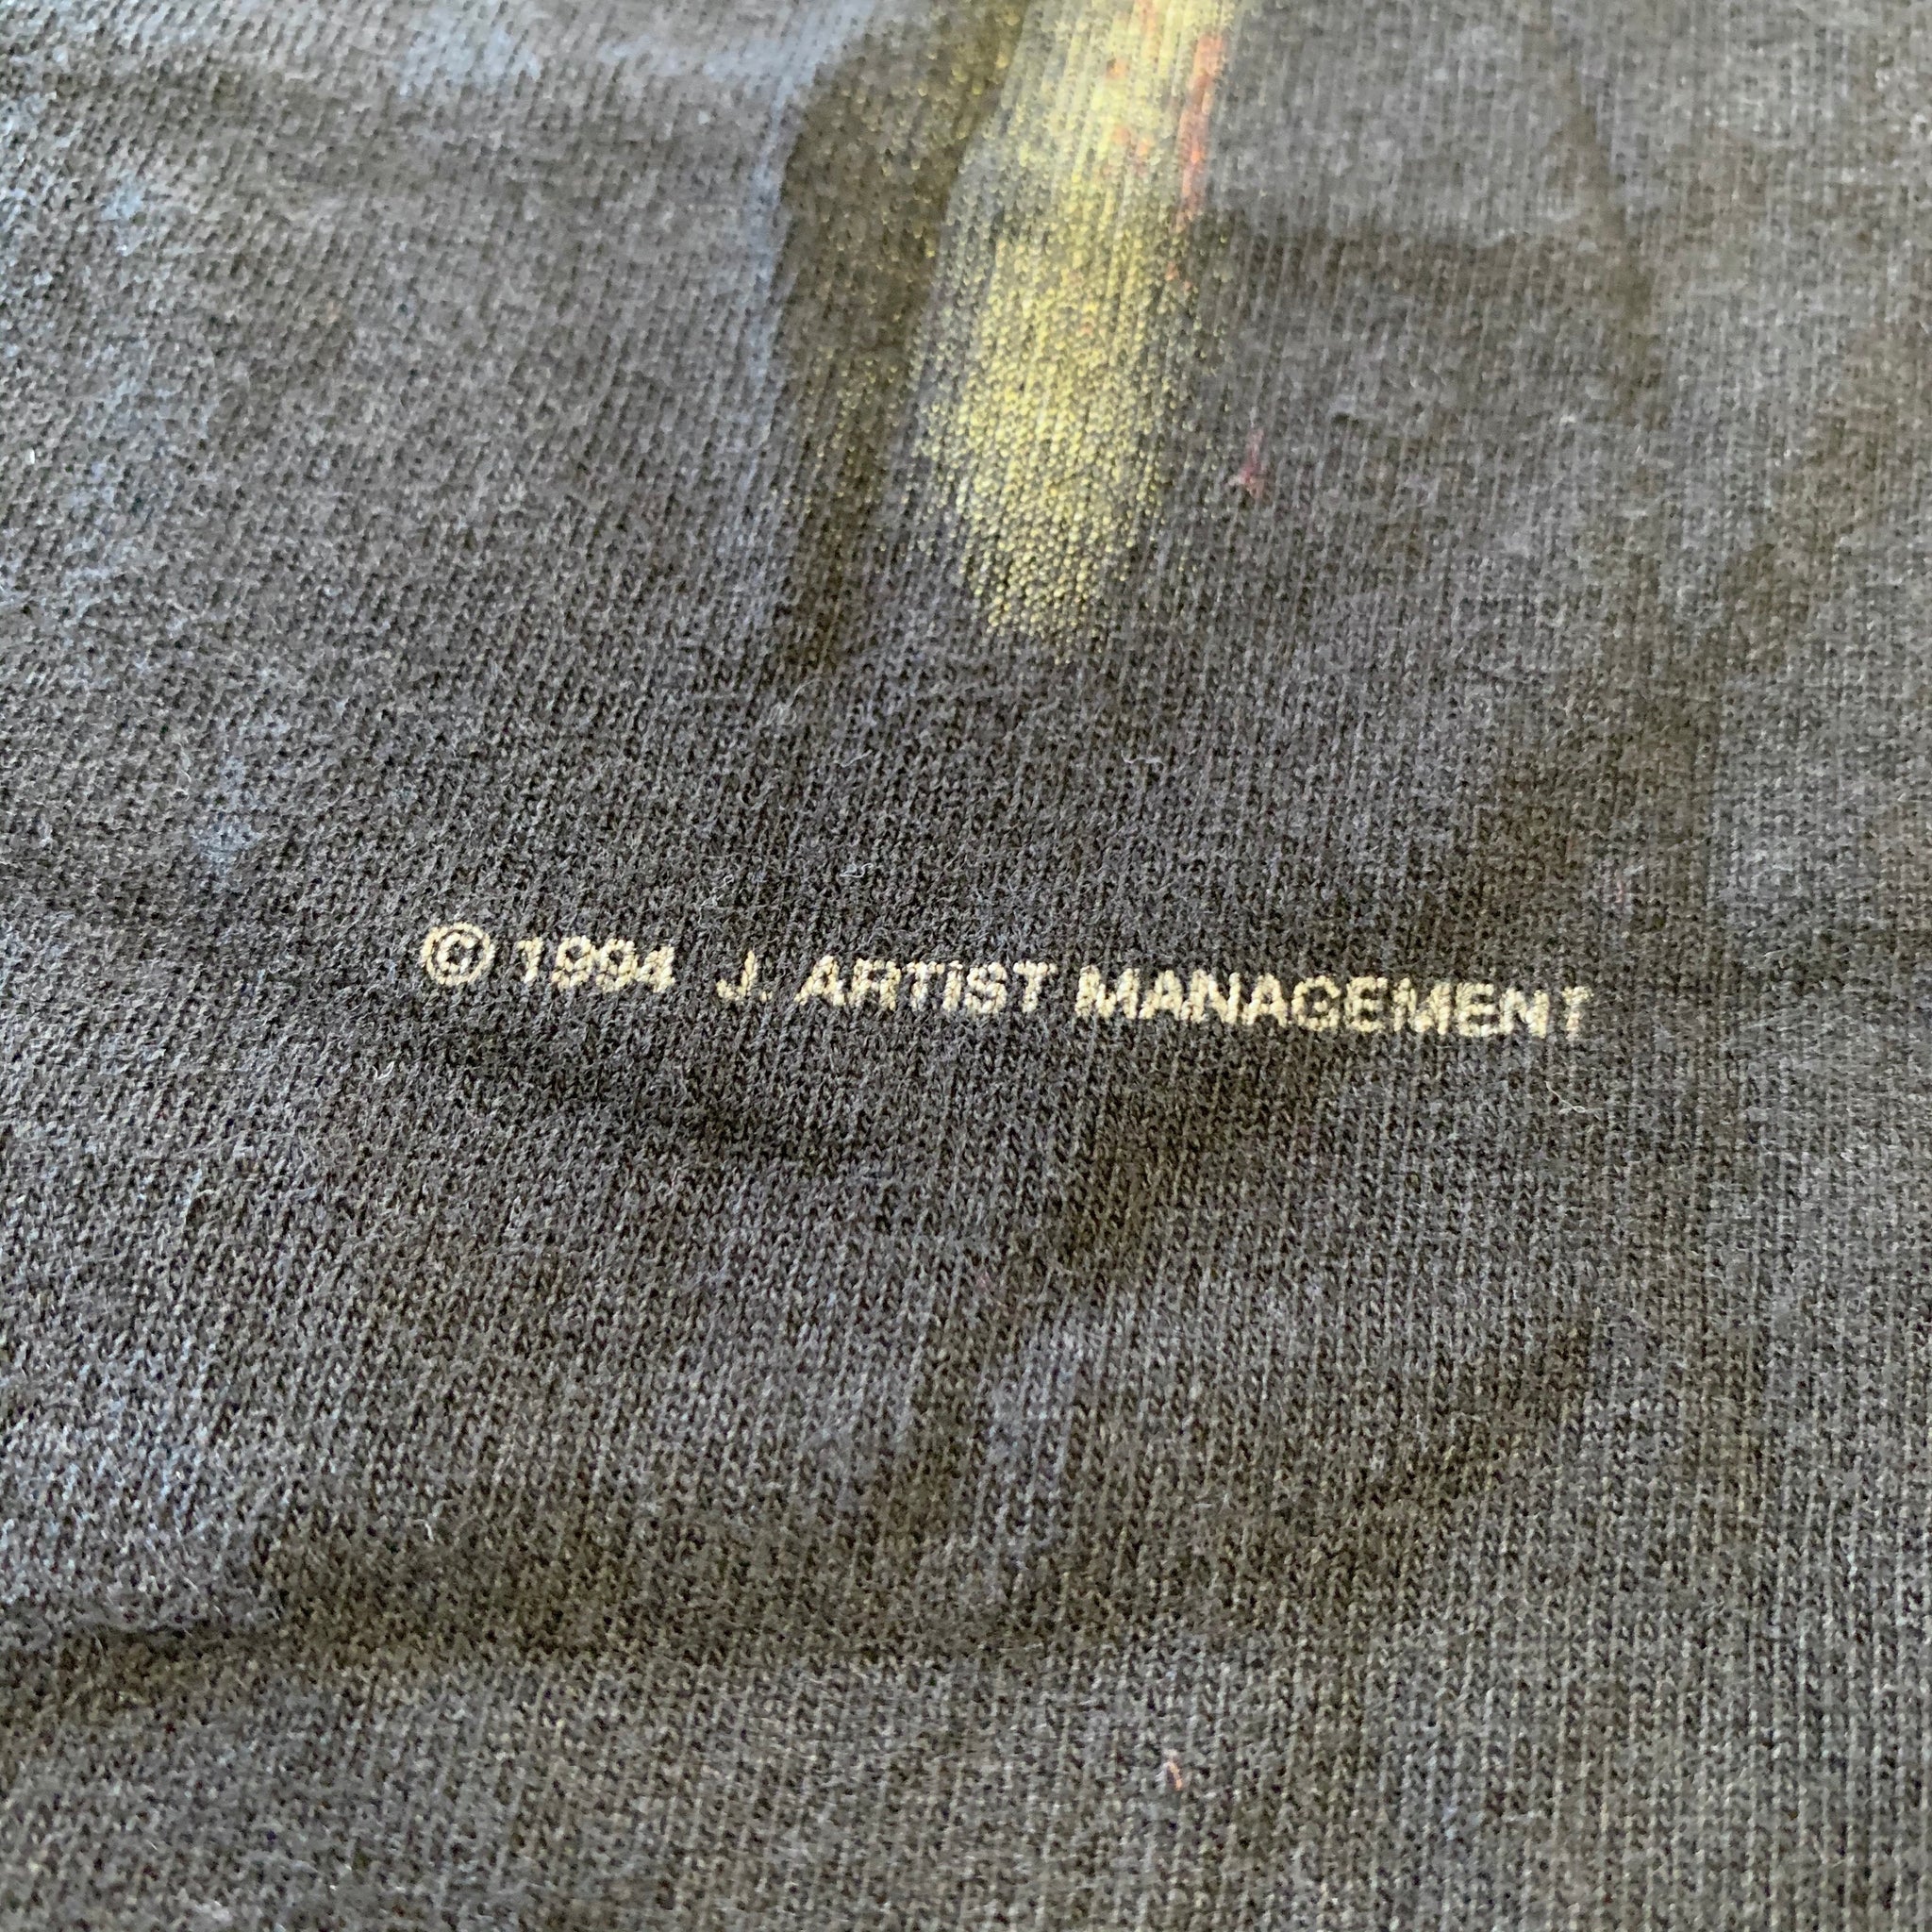 © 1994 J. ARTIST MANAGEMENT